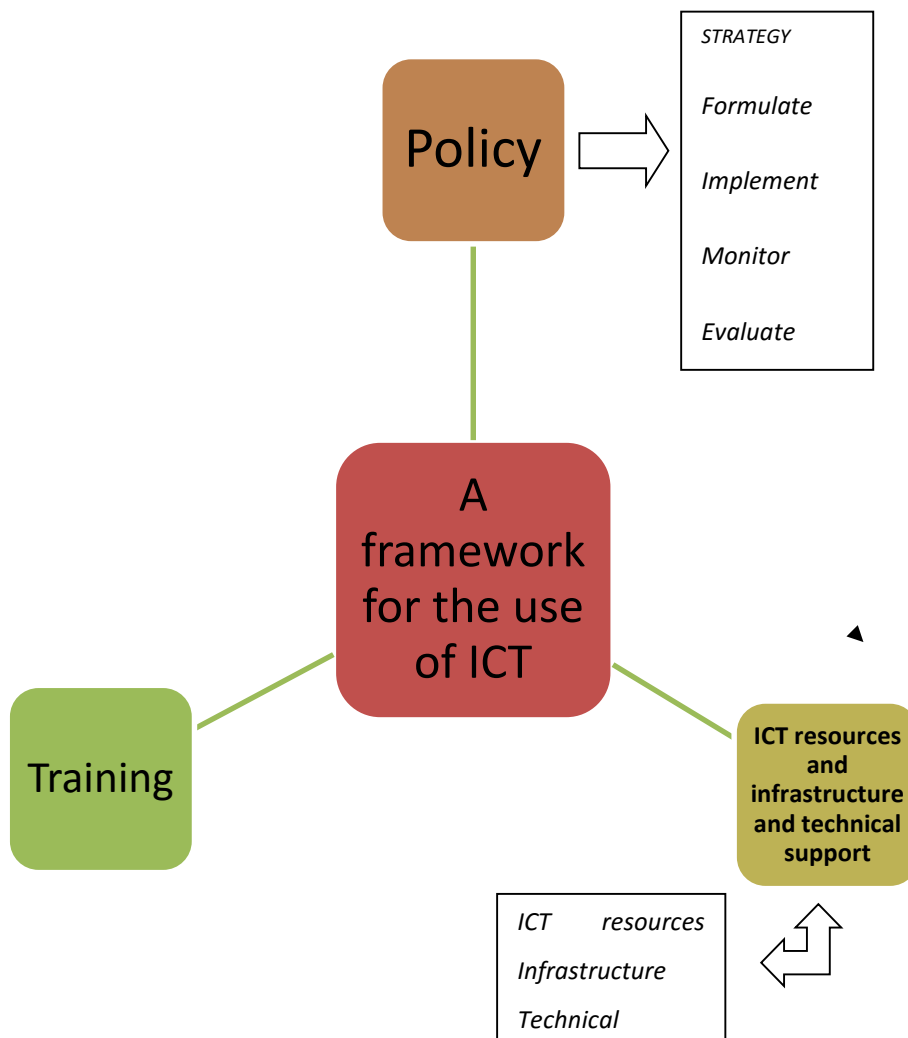 STRATEGY
Formulate
Implement
Monitor
Evaluate
Policy
A
framework
for the use
of ICT
Training
ICT resources
and
infrastructure
and technical
support
ICT resources
Infrastructure
Technical